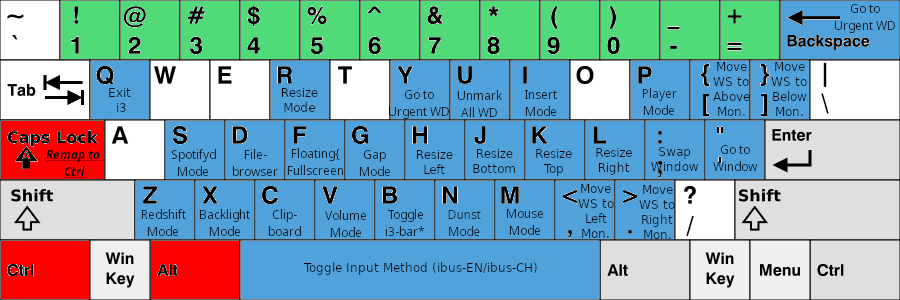 ~ ! @ # $ % ^ & * ( ) _ + Go to
` 1 2 3 4 5 6 7 8 9 0 - = Urgent WD
Backspace
Tab Q W E R T Y U I O P { Move } Move |
Exit Resize Go to Unmark Insert Player [ WS to ] WS to \
i3 Mode Urgent WD All WD Mode Mode Above Below
Mon. Mon.
Caps Lock A S D F G H J K L : " Enter
Remap to Spotifyd File- Floating{ Gap Resize Resize Resize Resize ; Swap ' Go to
Ctrl Mode browser Fullscreen Mode Left Bottom Top Right Window Window
Shift Z X C V B N M < Move > Move ? Shift
Redshift Backlight Clip- Volume Toggle Dunst Mouse , WS to . WS to /
Mode Mode board Mode i3-bar* Mode Mode Left Right
Mon. Mon.
Ctrl Win Alt Toggle Input Method (ibus-EN/ibus-CH) Alt Win Menu Ctrl
Key Key